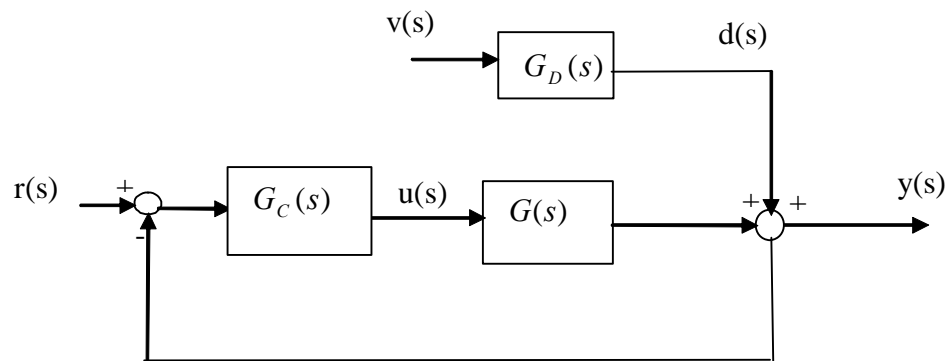 v(s)
G_D(s)
d(s)
r(s)
+
G_C(s)
u(s)
G(s)
+
+
y(s)
-